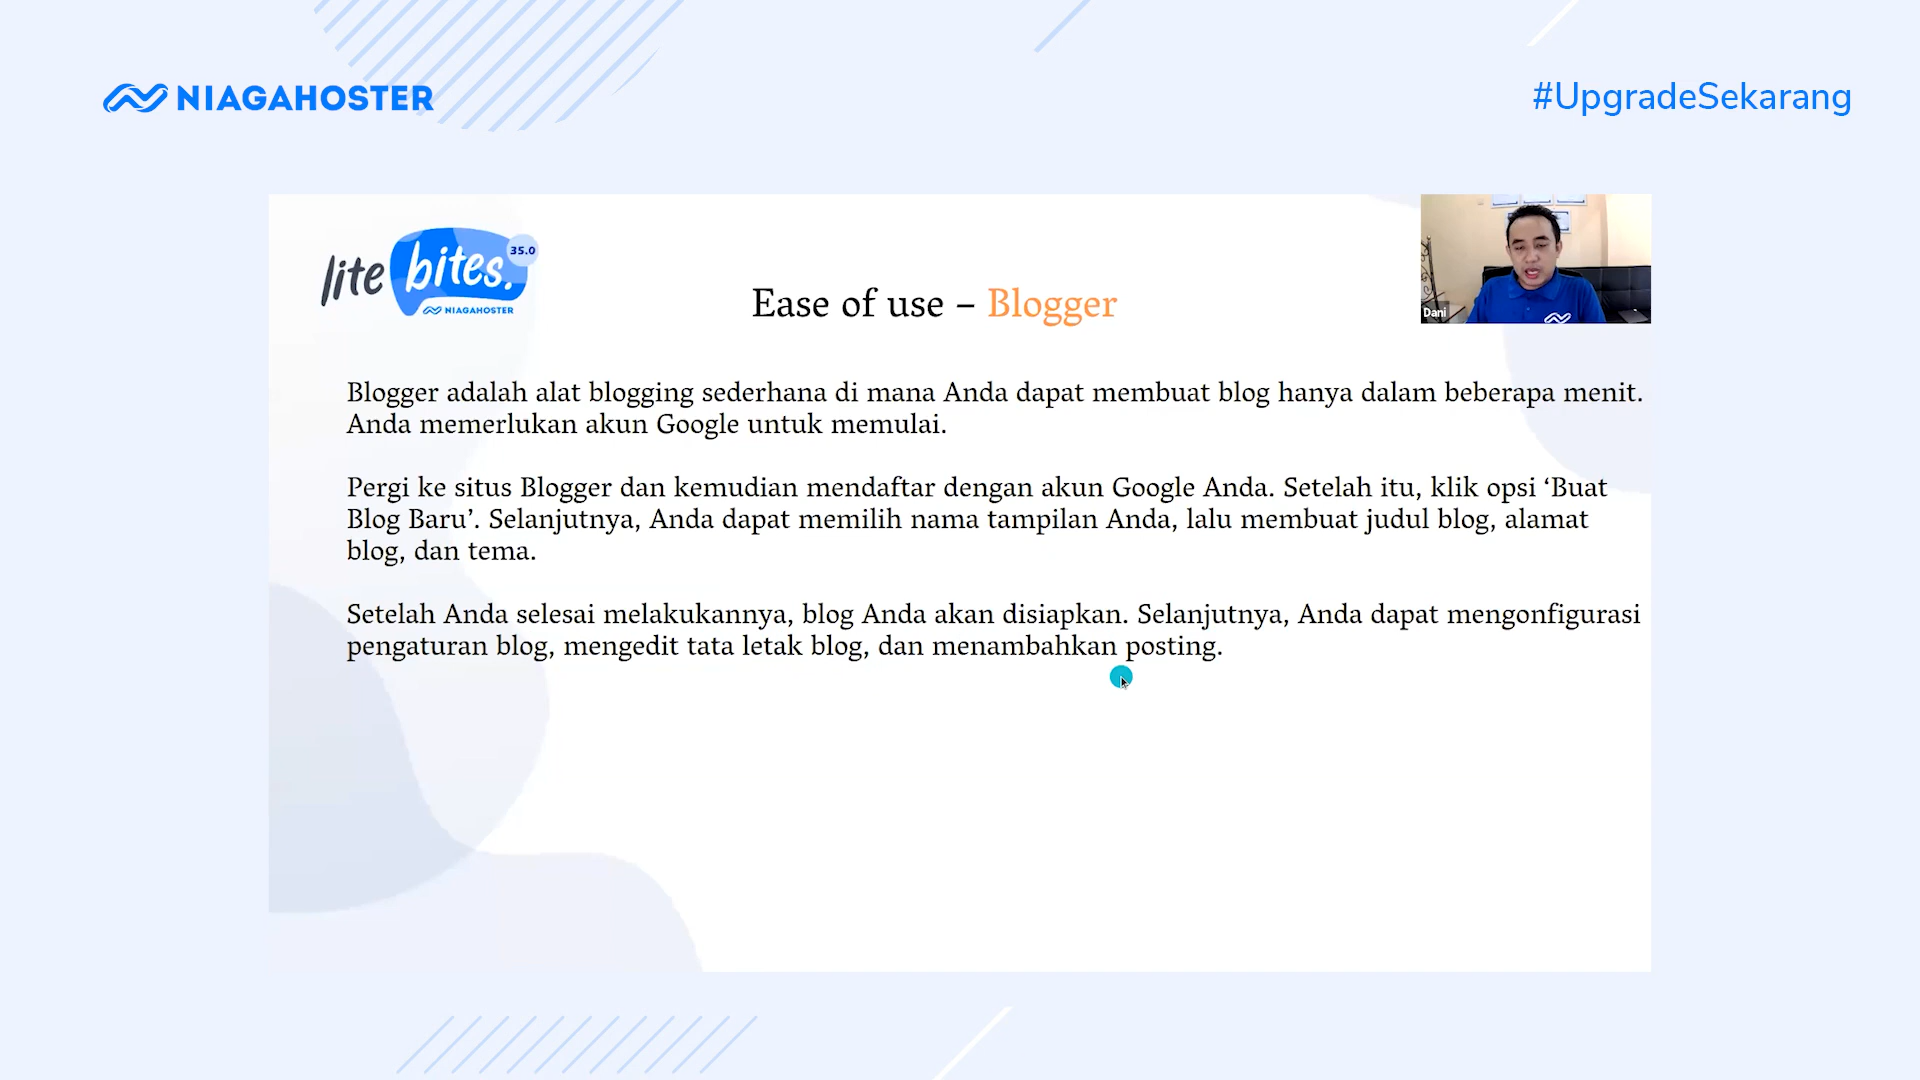 NIAGAHOSTER
#UpgradeSekarang
lite bites. 35.0
NIAGAHOSTER
Dani
Ease of use – Blogger
Blogger adalah alat blogging sederhana di mana Anda dapat membuat blog hanya dalam beberapa menit.
Anda memerlukan akun Google untuk memulai.
Pergi ke situs Blogger dan kemudian mendaftar dengan akun Google Anda. Setelah itu, klik opsi ‘Buat
Blog Baru’. Selanjutnya, Anda dapat memilih nama tampilan Anda, lalu membuat judul blog, alamat
blog, dan tema.
Setelah Anda selesai melakukannya, blog Anda akan disiapkan. Selanjutnya, Anda dapat mengonfigurasi
pengaturan blog, mengedit tata letak blog, dan menambahkan posting.